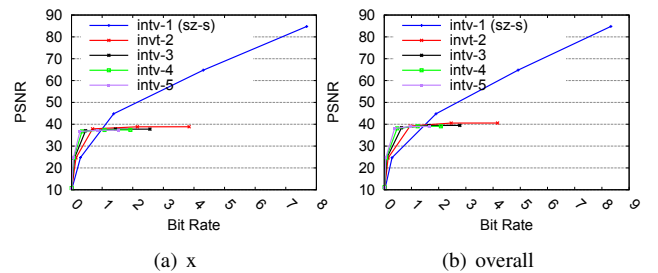 PSNR
90
80
70
60
50
40
30
20
10
intv-1 (sz-s)
invt-2
intv-3
intv-4
intv-5
0 1 2 3 4 5 6 7 8
Bit Rate
(a) x
PSNR
90
80
70
60
50
40
30
20
10
intv-1 (sz-s)
invt-2
intv-3
intv-4
intv-5
0 1 2 3 4 5 6 7 8 9
Bit Rate
(b) overall